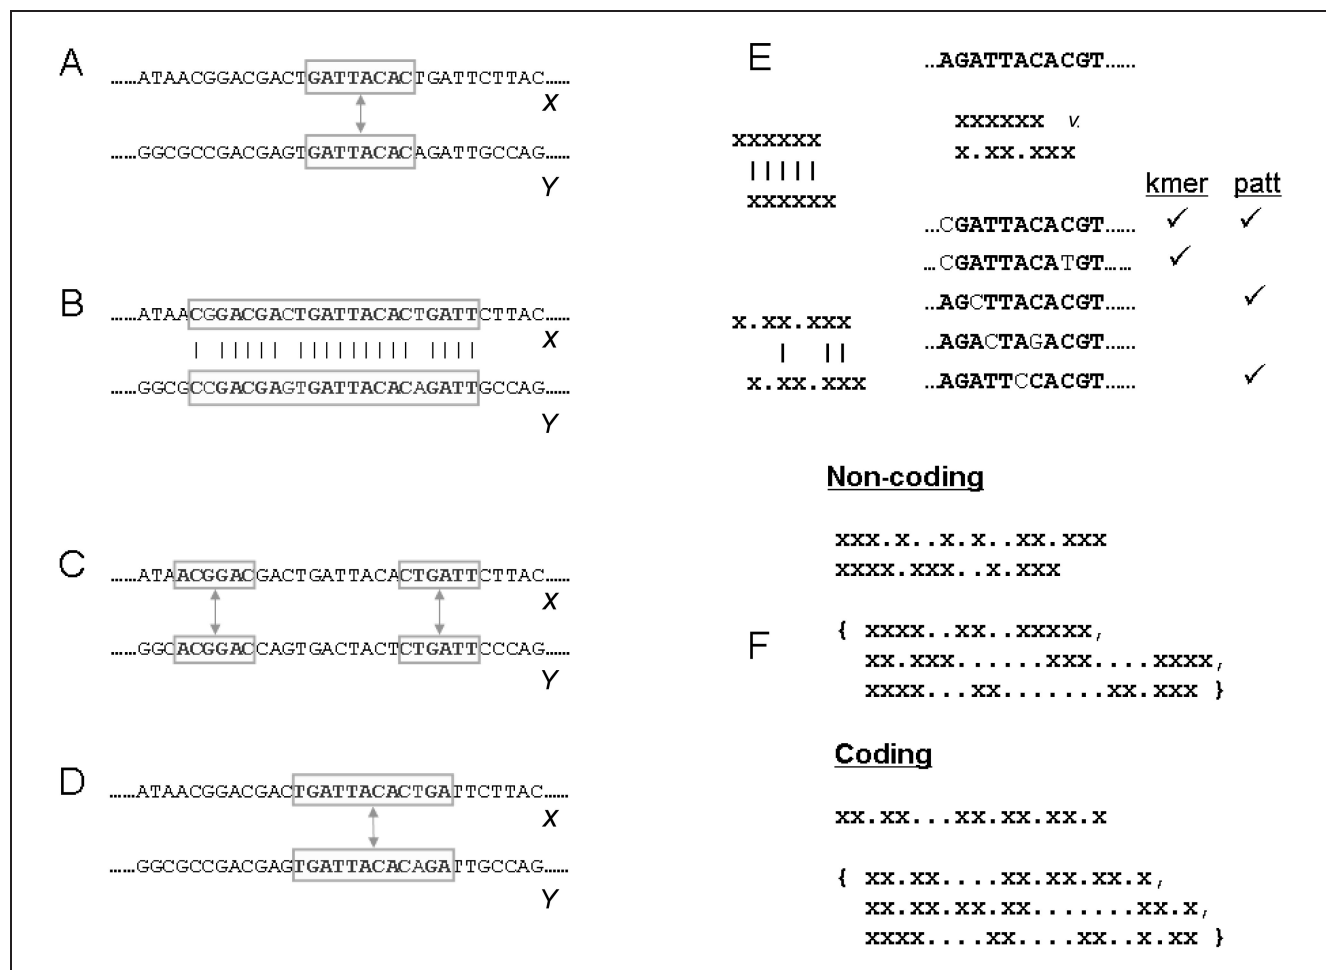 A
......ATAACGGACGACTGATTACACTGATTCTTAC......
X
......GGCGCCGACGAGTGATTACACAGATTGCCAG......
Y
B
......ATAACGGACGACTGATTACACTGATTCTTAC......
X
| ||||| ||||||||| ||||
......GGCGCCGACGAGTGATTACACAGATTGCCAG......
Y
C
......ATAACGGACGACTGATTACACTGATTCTTAC......
X
......GGCACGGACCAGTGACTACTCTGATTCCCAG......
Y
D
......ATAACGGACGACTGATTACACTGATTCTTAC......
X
......GGCGCCGACGAGTGATTACACAGATTGCCAG......
Y
E
...AGATTACACGT......
xxxxxx v.
x.xx.xxx
xxxxxx
|||||
xxxxxx
kmer patt
...CGATTACACGT...... ✓ ✓
...CGATTACATGT...... ✓
...AGCTTACACGT...... ✓
...AGACTAGACGT......
...AGATTCCACGT...... ✓
x.xx.xxx
| ||
x.xx.xxx
F
Non-coding
xxx.x..x.x..xx.xxx
xxxx.xxx..x.xxx
{ xxxx..xx..xxxxx,
xx.xxx......xxx....xxxx,
xxxx...xx.......xx.xxx }
Coding
xx.xx...xx.xx.xx.x
{ xx.xx....xx.xx.xx.x,
xx.xx.xx.xx.......xx.x,
xxxx....xx....xx..x.xx }